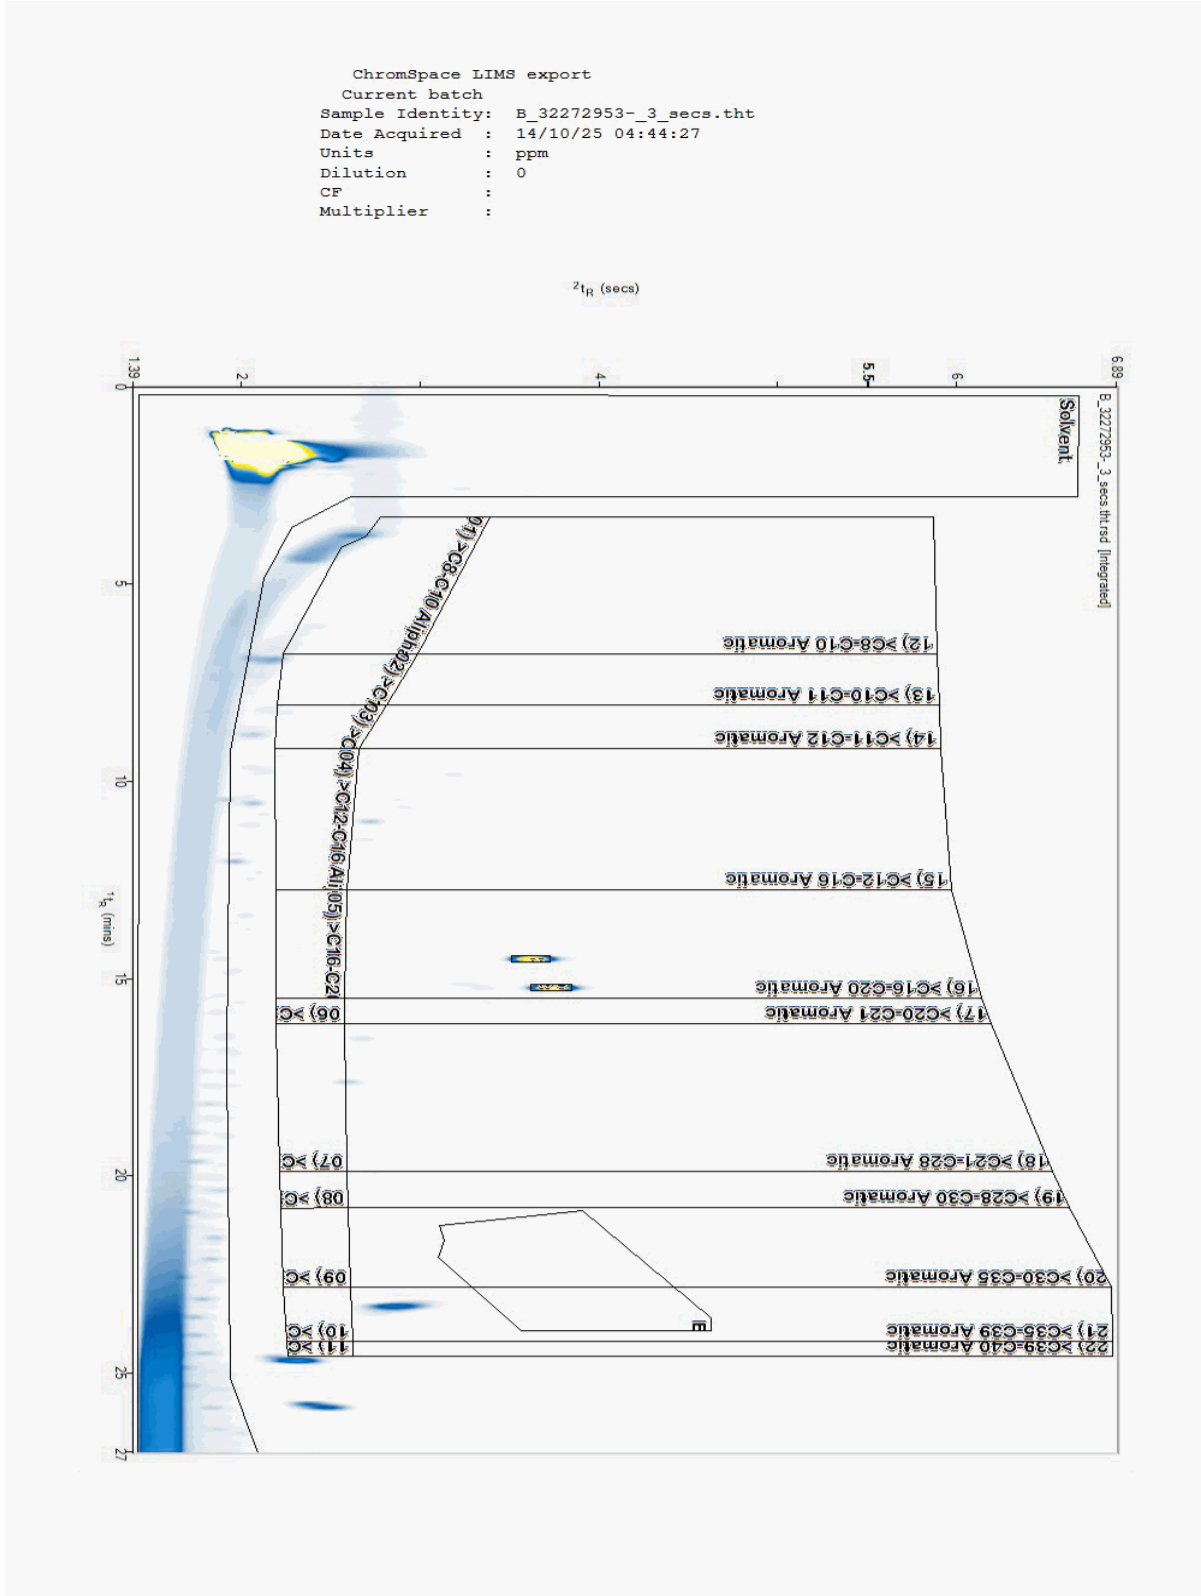 ChromSpace LIMS export
Current batch
Sample Identity: B_32272953-_3_secs.tht
Date Acquired : 14/10/25 04:44:27
Units : ppm
Dilution : 0
CF :
Multiplier :
²tR (secs)
1.39
2
4
5.5
6
6.89
B_32272953-_3_secs.tht.rsd [Integrated]
Solvent
0
5
10
15
20
25
27
¹tR (mins)
01) >C8-C10 Alipha
02) >C1
03) >C
04) >C12-C16 Ali
05) >C16-C2
06) >C
07) >C
08) >C
09) >C
10) >C
11) >C
12) >C8-C10 Aromatic
13) >C10-C11 Aromatic
14) >C11-C12 Aromatic
15) >C12-C16 Aromatic
16) >C16-C20 Aromatic
17) >C20-C21 Aromatic
18) >C21-C28 Aromatic
19) >C28-C30 Aromatic
20) >C30-C35 Aromatic
21) >C35-C39 Aromatic
22) >C39-C40 Aromatic